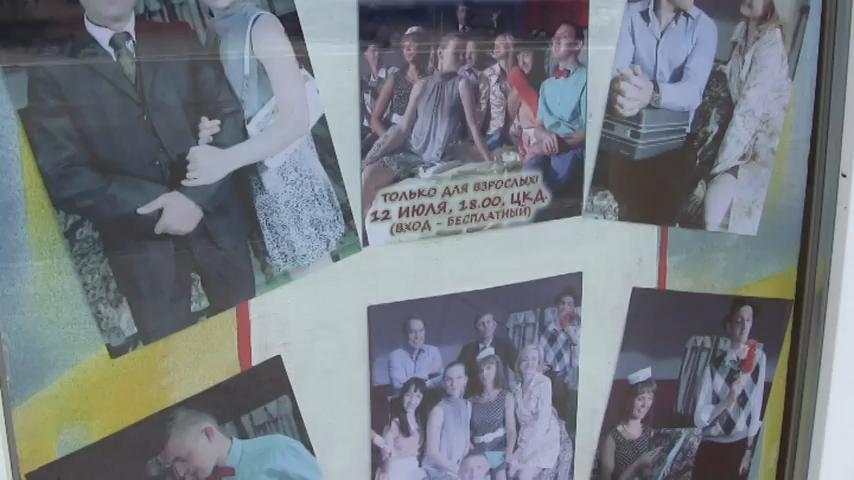 ТОЛЬКО ДЛЯ ВЗРОСЛЫХ!
12 ИЮЛЯ, 18.00, ЦКД.
(ВХОД - БЕСПЛАТНЫЙ)